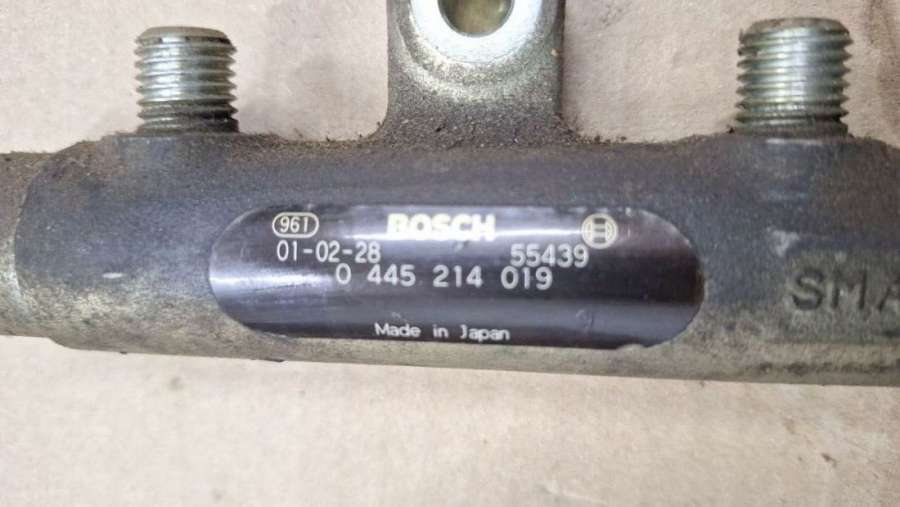 961 BOSCH
01-02-28 55439
0 445 214 019
Made in Japan
SMA